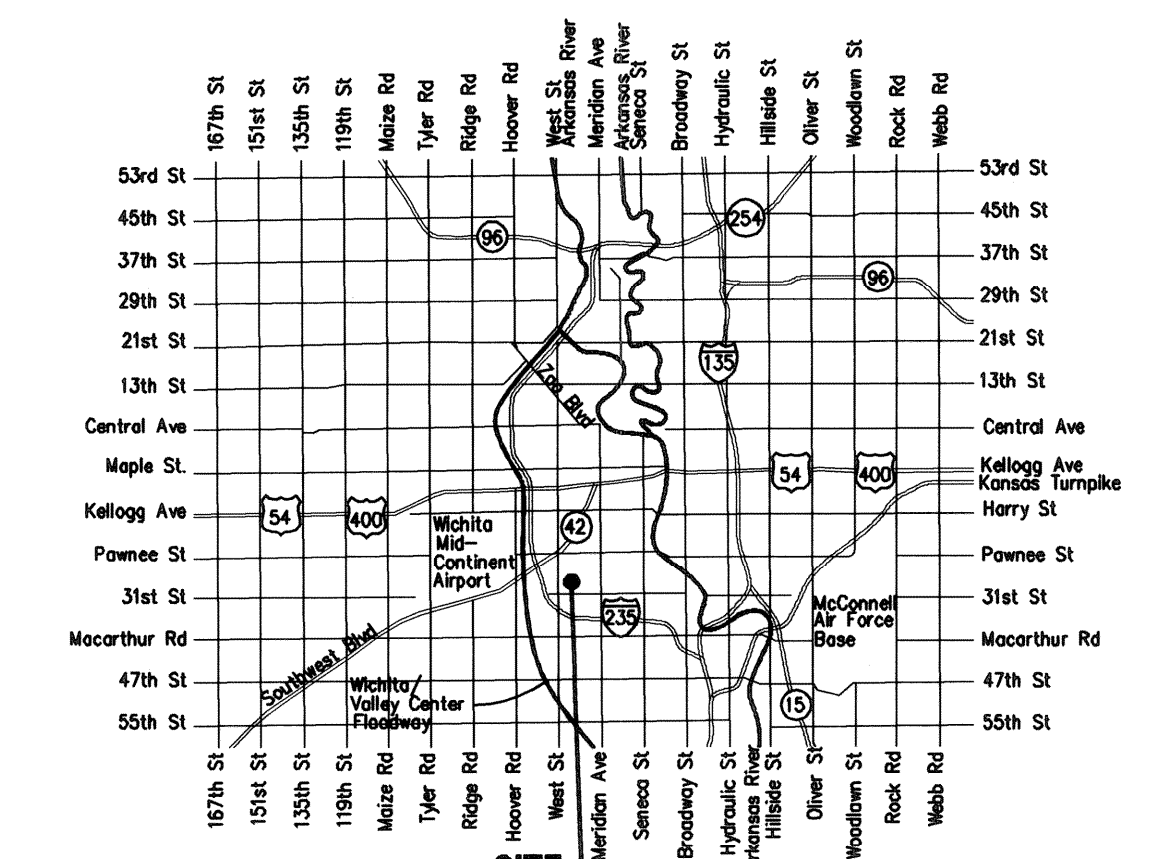 167th St
151st St
135th St
119th St
Maize Rd
Tyler Rd
Ridge Rd
Hoover Rd
West St
Arkansas River
Meridian Ave
Arkansas River
Seneca St
Broadway St
Hydraulic St
Hillside St
Oliver St
Woodlawn St
Rock Rd
Webb Rd
53rd St
53rd St
45th St
254
45th St
96
37th St
37th St
96
29th St
29th St
21st St
21st St
135
13th St
13th St
Zoo Blvd
Central Ave
Central Ave
Maple St.
54
400
Kellogg Ave
Kansas Turnpike
Kellogg Ave
54
400
Harry St
Wichita
Mid-
Continent
Airport
42
Pawnee St
Pawnee St
31st St
31st St
235
McConnell
Air Force
Base
Macarthur Rd
Macarthur Rd
Southwest Blvd
47th St
47th St
Wichita/
Valley Center
Floodway
15
55th St
55th St
167th St
151st St
135th St
119th St
Maize Rd
Tyler Rd
Ridge Rd
Hoover Rd
West St
Meridian Ave
Seneca St
Broadway St
Hydraulic St
rkansas River
Hillside St
Oliver St
Woodlawn St
Rock Rd
Webb Rd